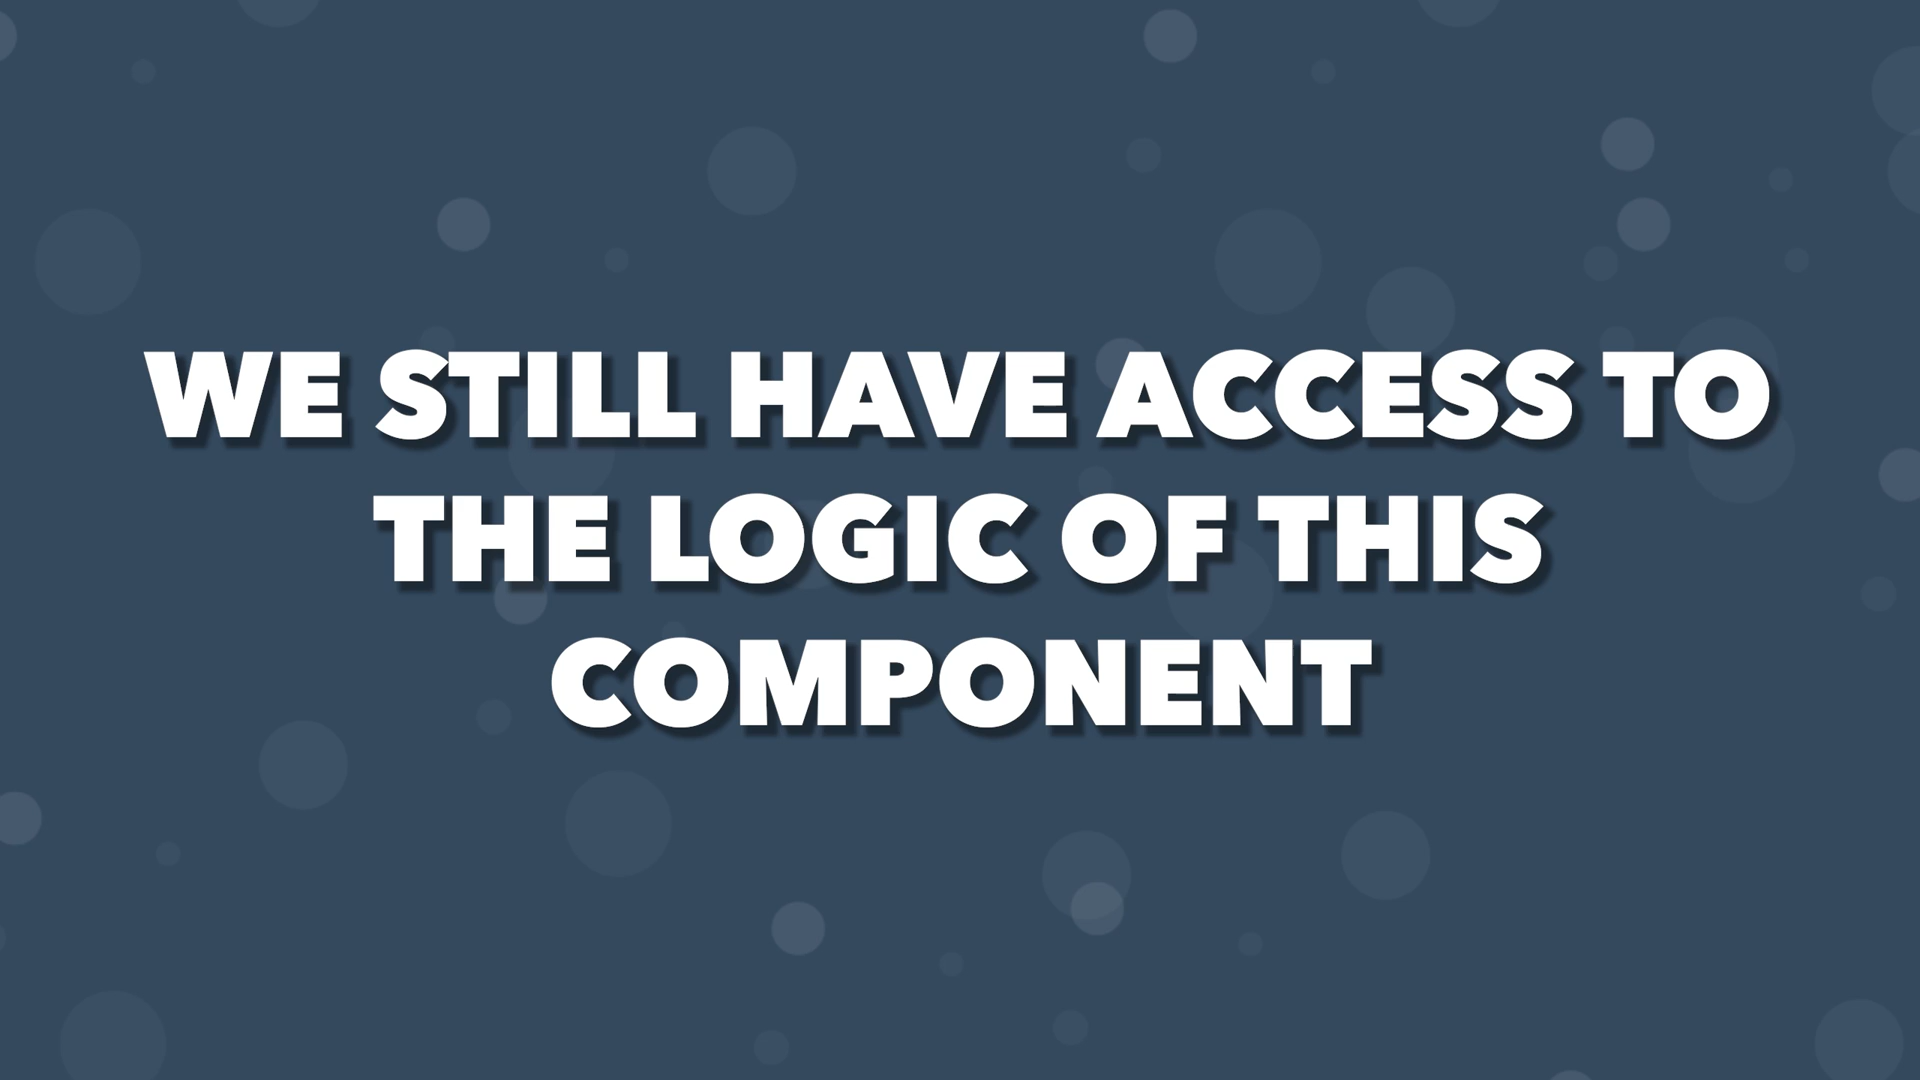 WE STILL HAVE ACCESS TO
THE LOGIC OF THIS
COMPONENT